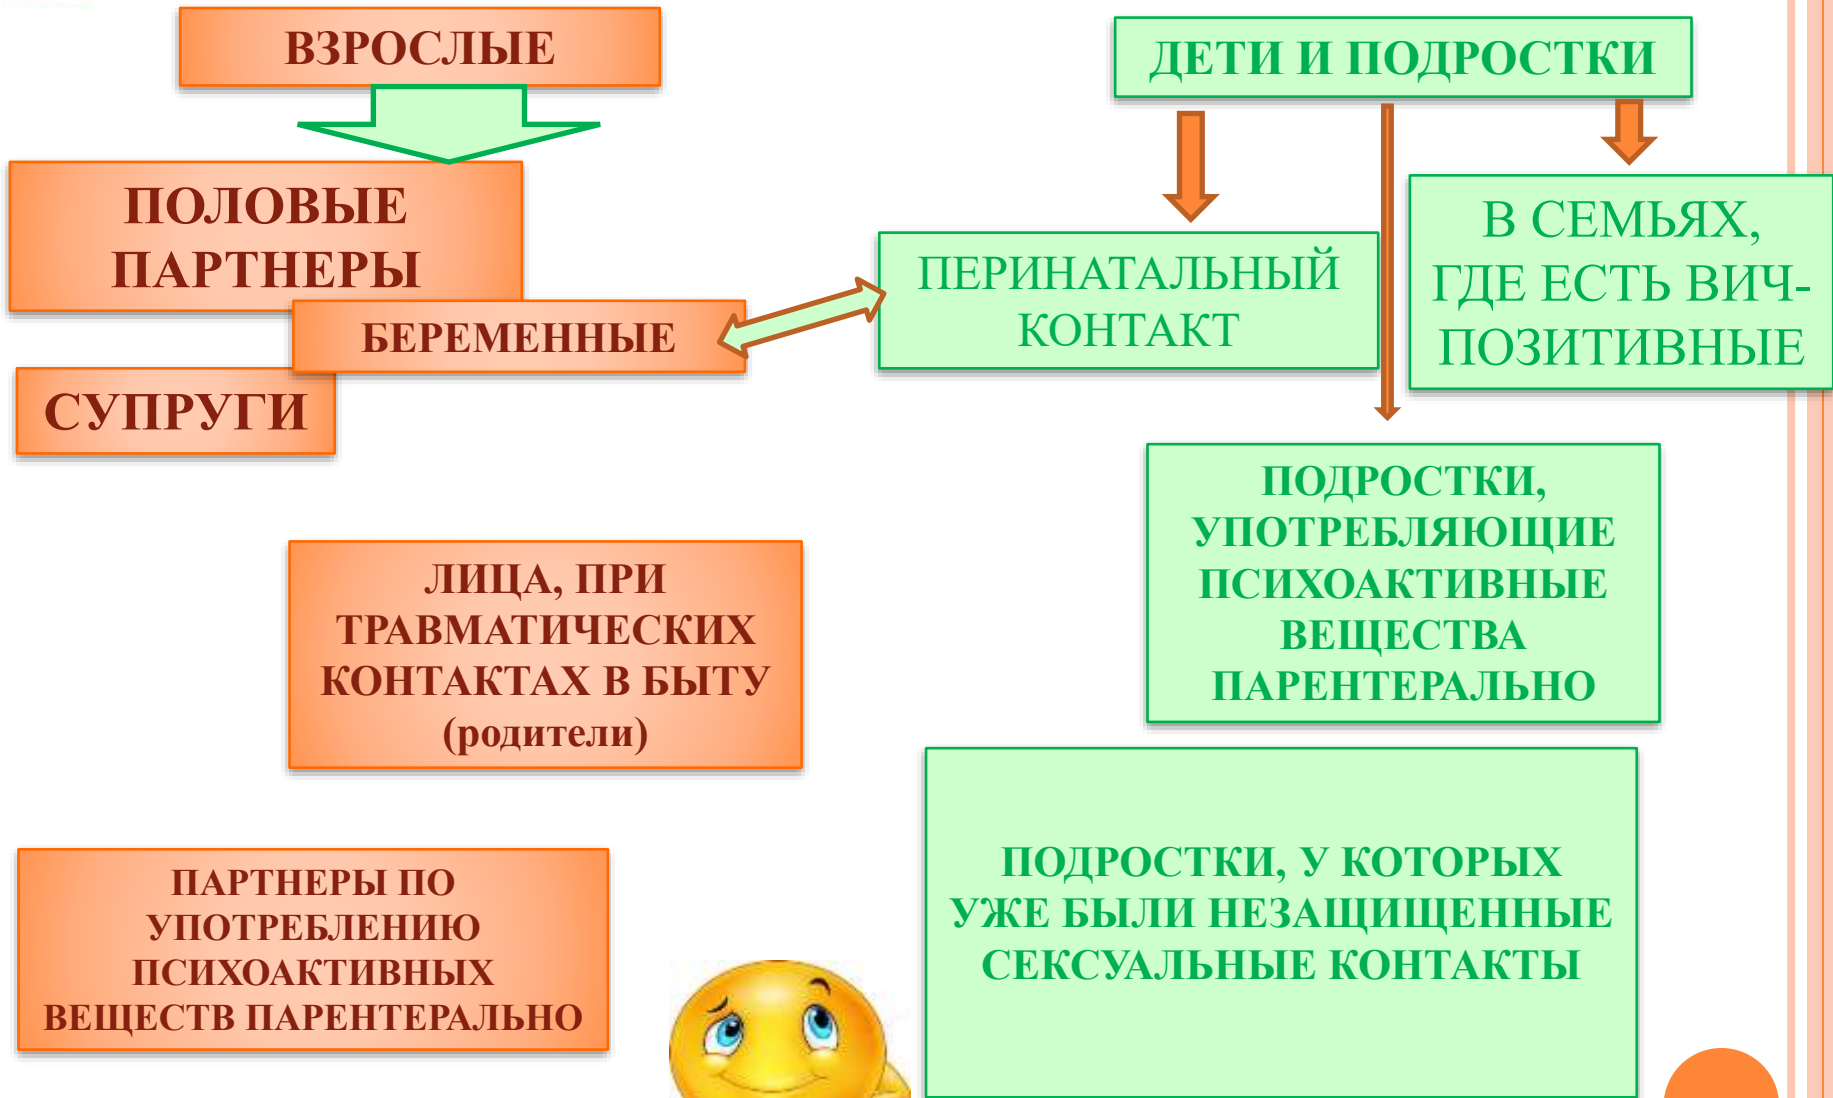 ВЗРОСЛЫЕ
ПОЛОВЫЕ
ПАРТНЕРЫ
БЕРЕМЕННЫЕ
СУПРУГИ
ЛИЦА, ПРИ
ТРАВМАТИЧЕСКИХ
КОНТАКТАХ В БЫТУ
(родители)
ПАРТНЕРЫ ПО
УПОТРЕБЛЕНИЮ
ПСИХОАКТИВНЫХ
ВЕЩЕСТВ ПАРЕНТЕРАЛЬНО
ДЕТИ И ПОДРОСТКИ
ПЕРИНАТАЛЬНЫЙ
КОНТАКТ
В СЕМЬЯХ,
ГДЕ ЕСТЬ ВИЧ-
ПОЗИТИВНЫЕ
ПОДРОСТКИ,
УПОТРЕБЛЯЮЩИЕ
ПСИХОАКТИВНЫЕ
ВЕЩЕСТВА
ПАРЕНТЕРАЛЬНО
ПОДРОСТКИ, У КОТОРЫХ
УЖЕ БЫЛИ НЕЗАЩИЩЕННЫЕ
СЕКСУАЛЬНЫЕ КОНТАКТЫ